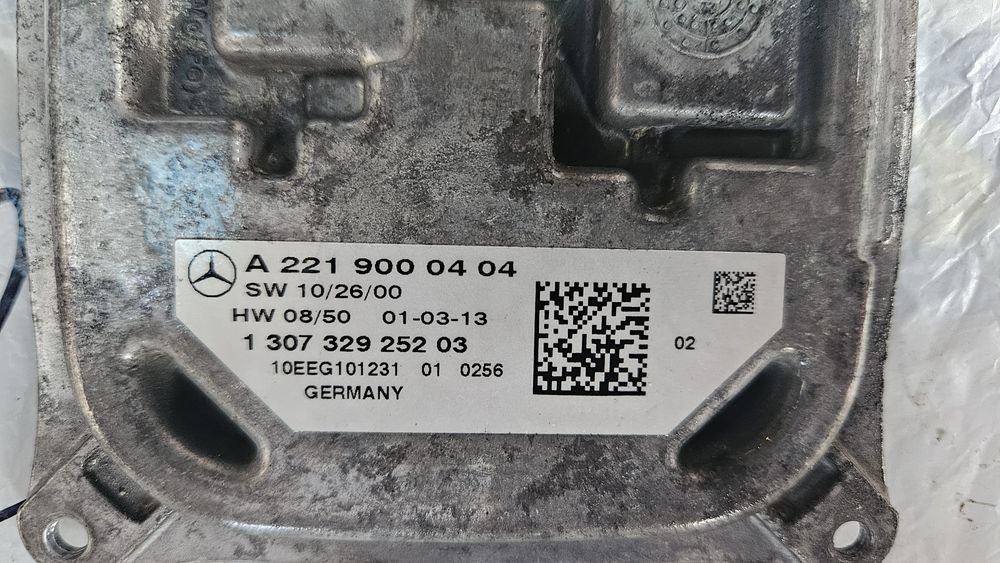 A 221 900 04 04
SW 10/26/00
HW 08/50 01-03-13
1 307 329 252 03
10EEG101231 01 0256
GERMANY
02